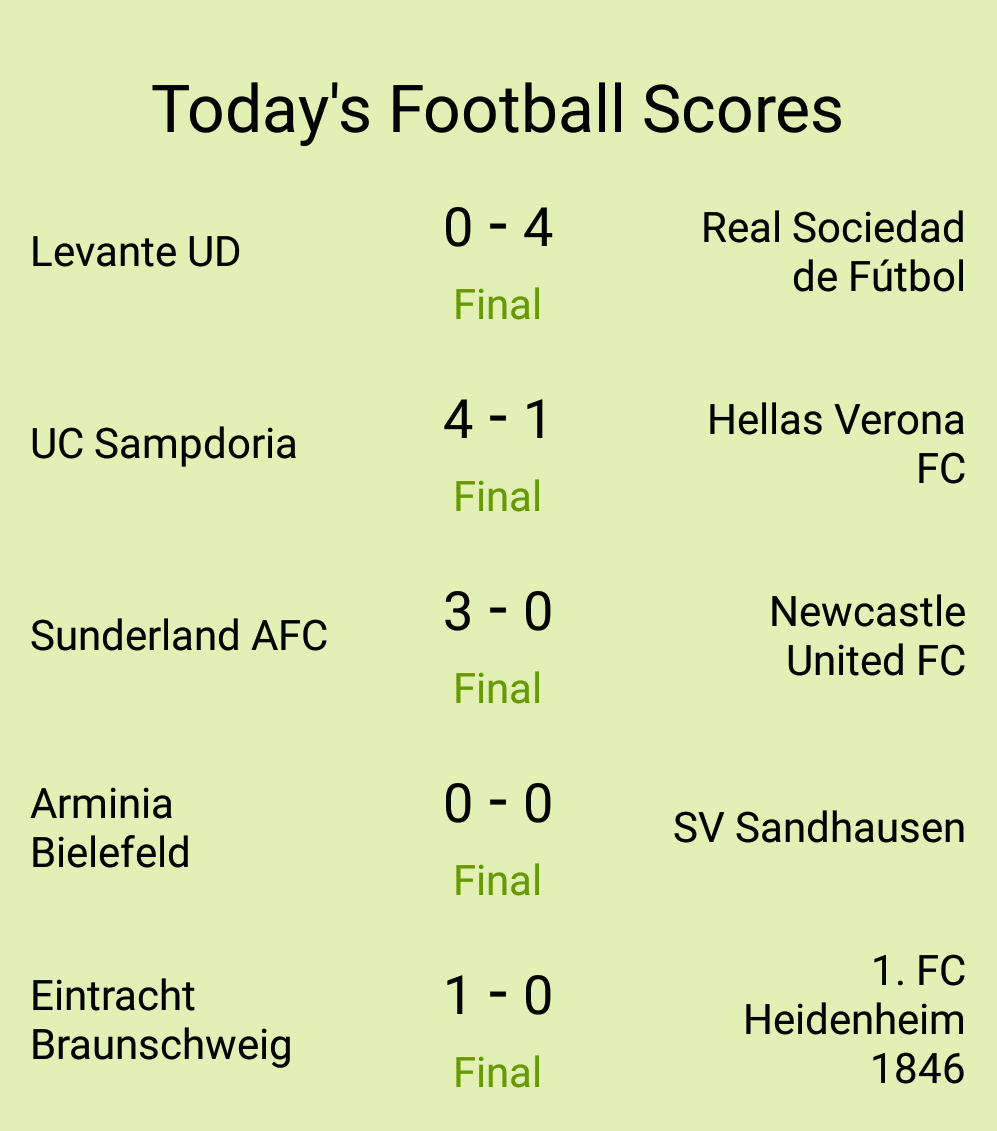 Today's Football Scores
Levante UD
0 - 4
Final
Real Sociedad
de Fútbol
UC Sampdoria
4 - 1
Final
Hellas Verona
FC
Sunderland AFC
3 - 0
Final
Newcastle
United FC
Arminia
Bielefeld
0 - 0
Final
SV Sandhausen
Eintracht
Braunschweig
1 - 0
Final
1. FC
Heidenheim
1846